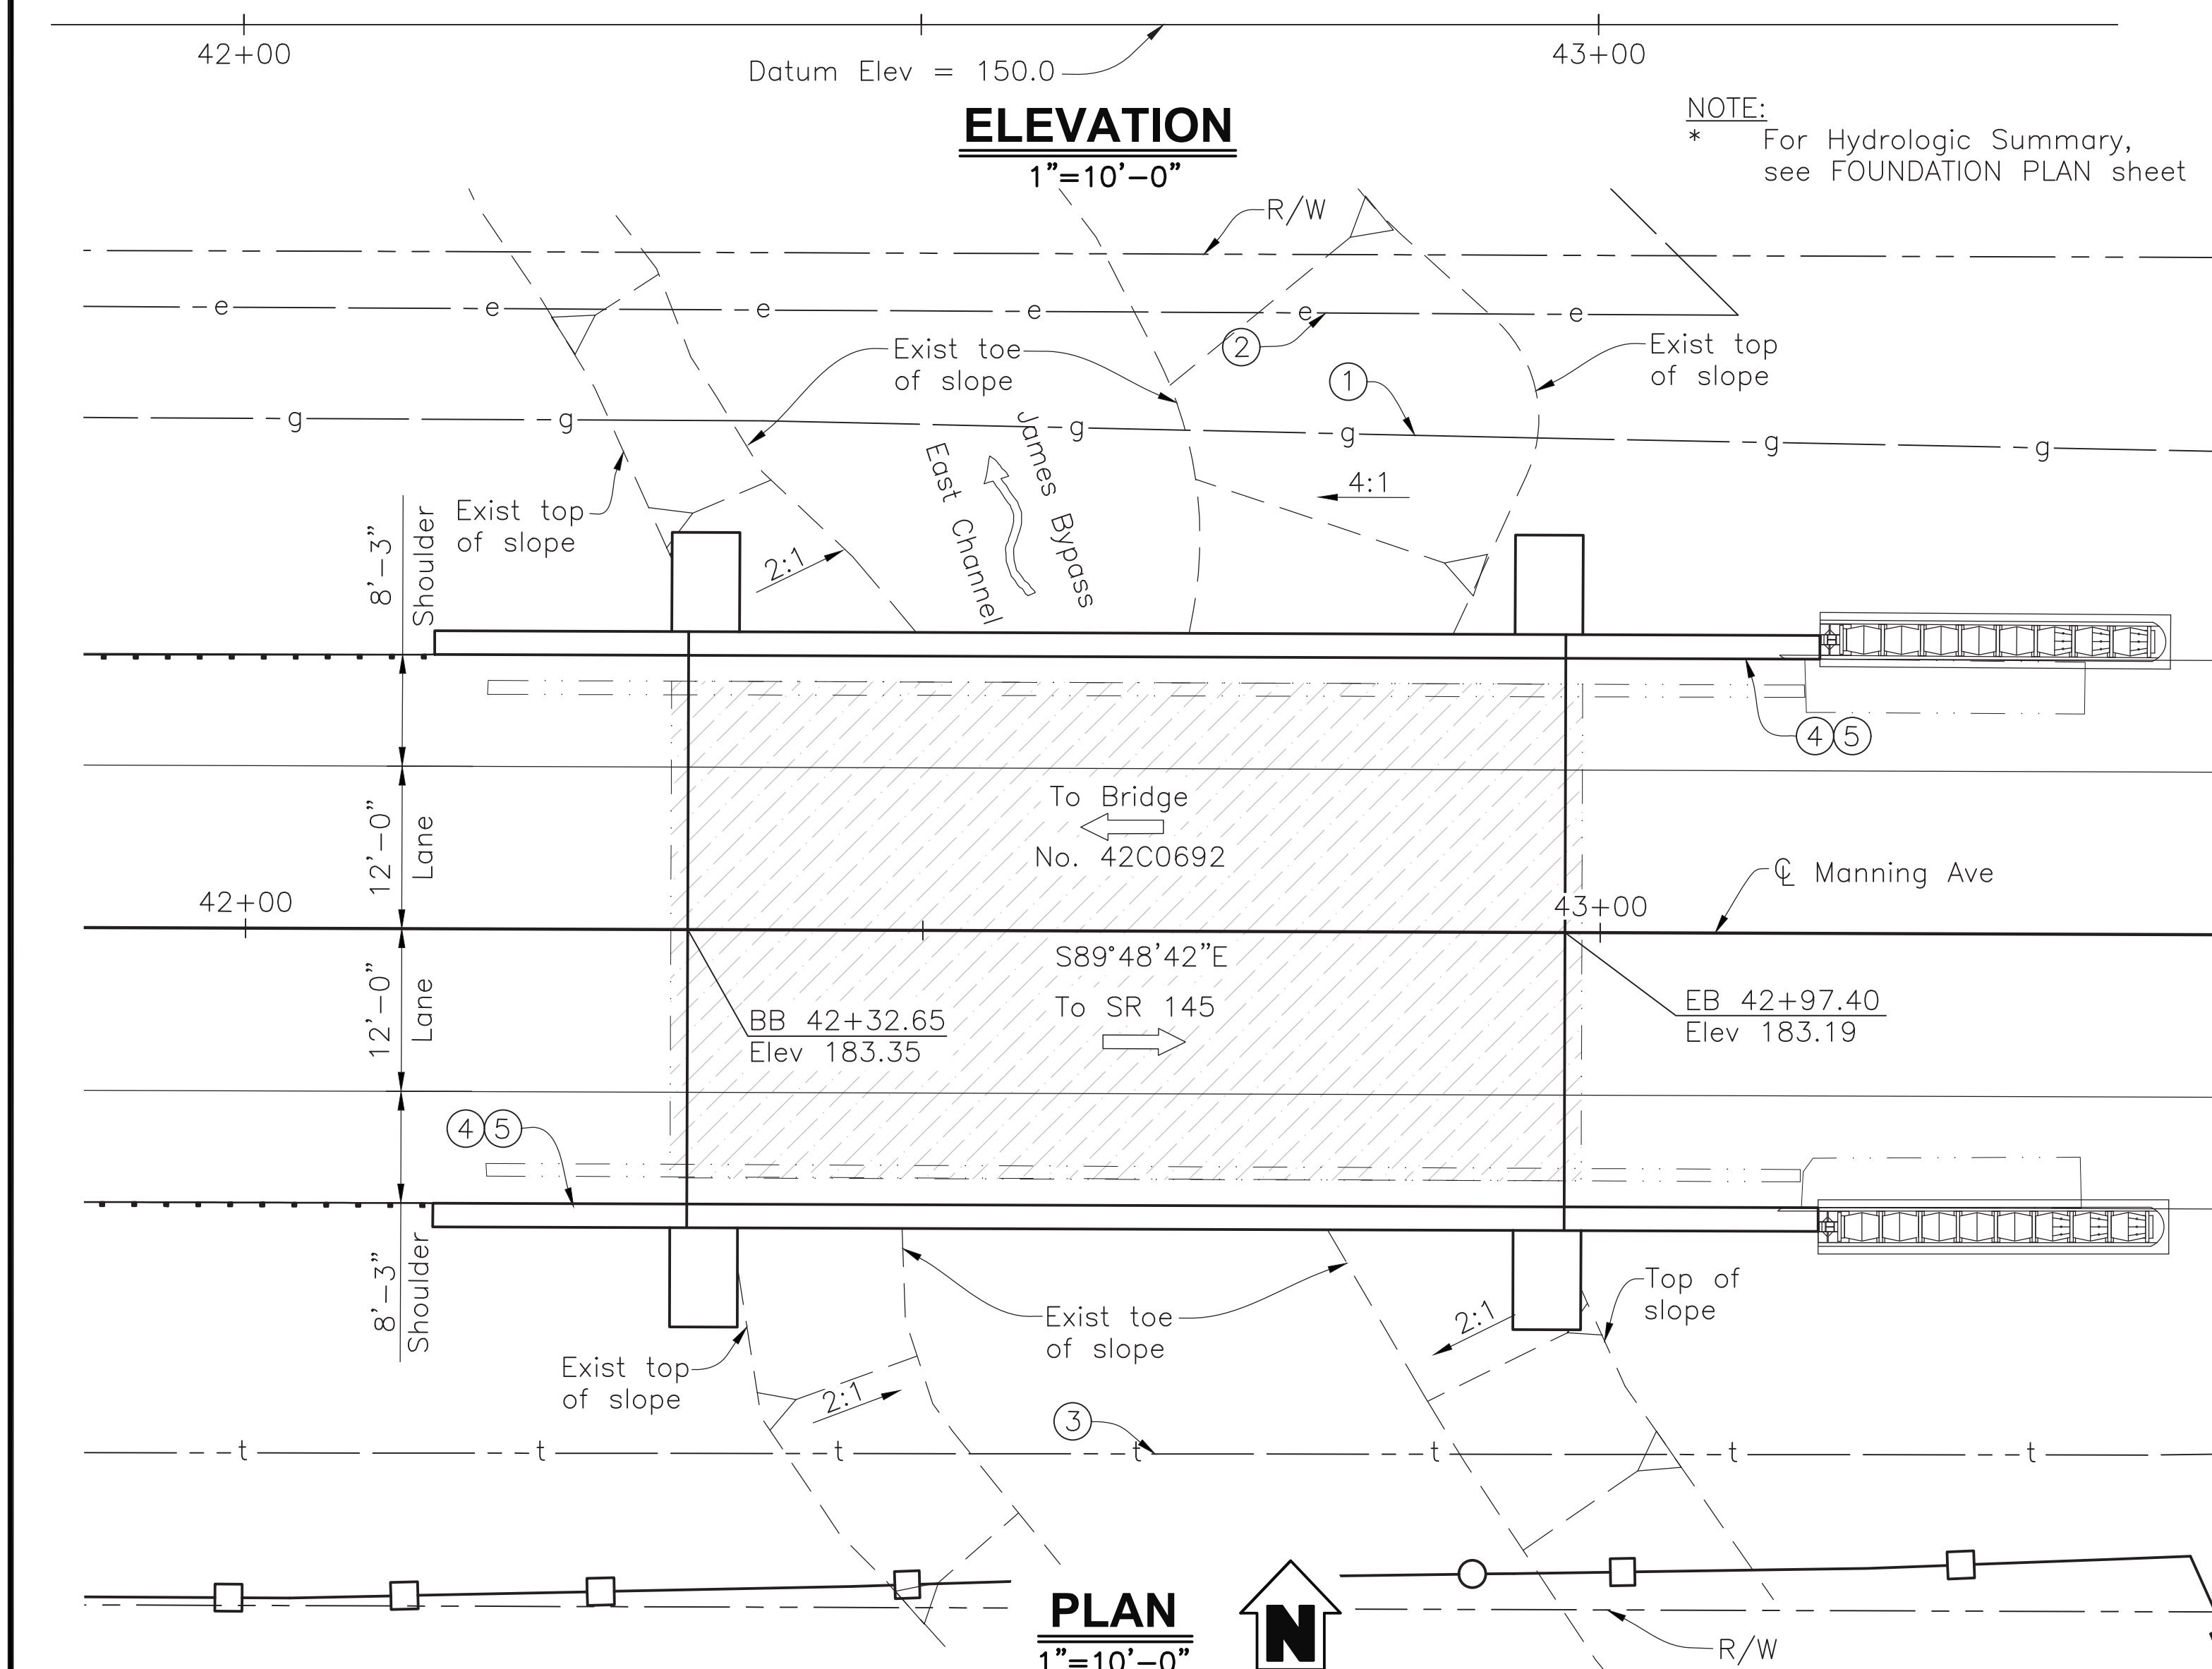 42+00
43+00
Datum Elev = 150.0
ELEVATION
1"=10'-0"
NOTE:
* For Hydrologic Summary,
see FOUNDATION PLAN sheet
R/W
e e e e e e
Exist toe
of slope
2
Exist top
of slope
1
g g g g g g
James Bypass
East Channel
4:1
Exist top
of slope
8'-3"
Shoulder
2:1
4 5
To Bridge
No. 42C0692
12'-0"
Lane
42+00
43+00
℄ Manning Ave
S89°48'42"E
To SR 145
12'-0"
Lane
BB 42+32.65
Elev 183.35
EB 42+97.40
Elev 183.19
4 5
8'-3"
Shoulder
Exist toe
of slope
2:1
Top of
slope
Exist top
of slope
2:1
3
t t t t t t t
PLAN
1"=10'-0"
N
R/W